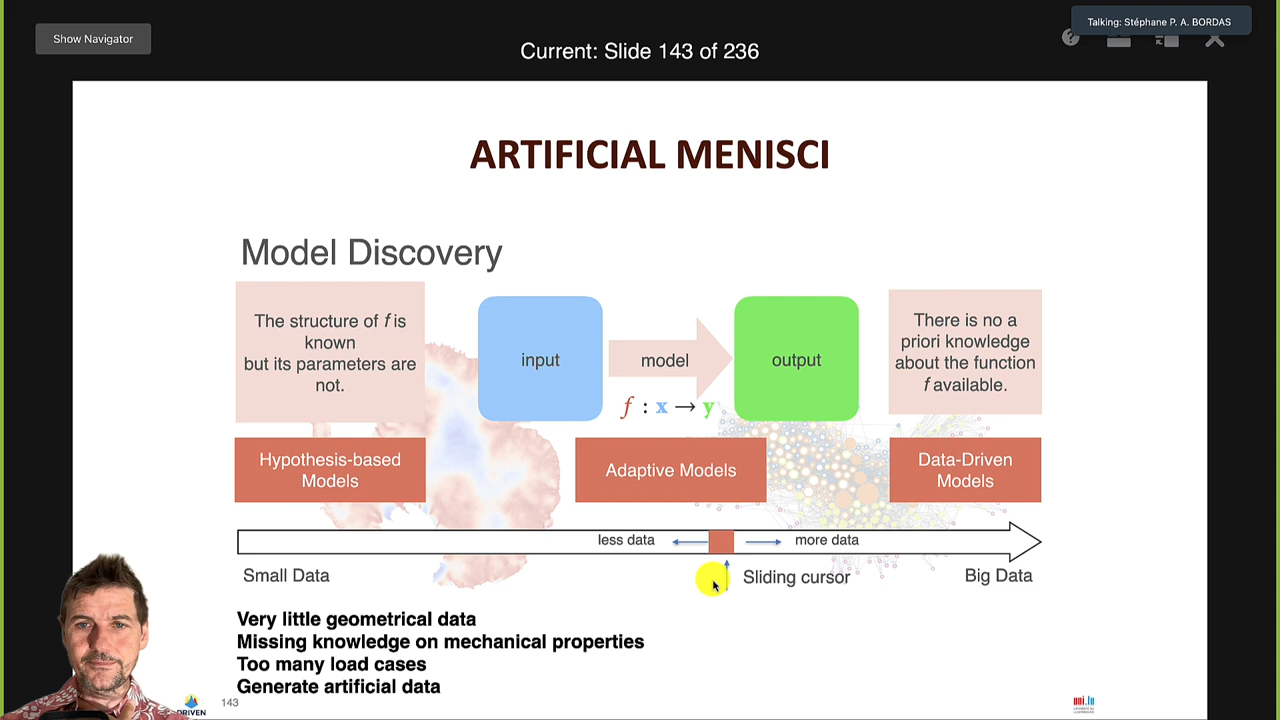 Show Navigator
Talking: Stéphane P. A. BORDAS
Current: Slide 143 of 236
ARTIFICIAL MENISCI
Model Discovery
The structure of f is
known
but its parameters are
not.
input
model
output
f : x → y
There is no a
priori knowledge
about the function
f available.
Hypothesis-based
Models
Adaptive Models
Data-Driven
Models
less data
more data
Small Data
Sliding cursor
Big Data
Very little geometrical data
Missing knowledge on mechanical properties
Too many load cases
Generate artificial data
DRIVEN
143
uni.lu